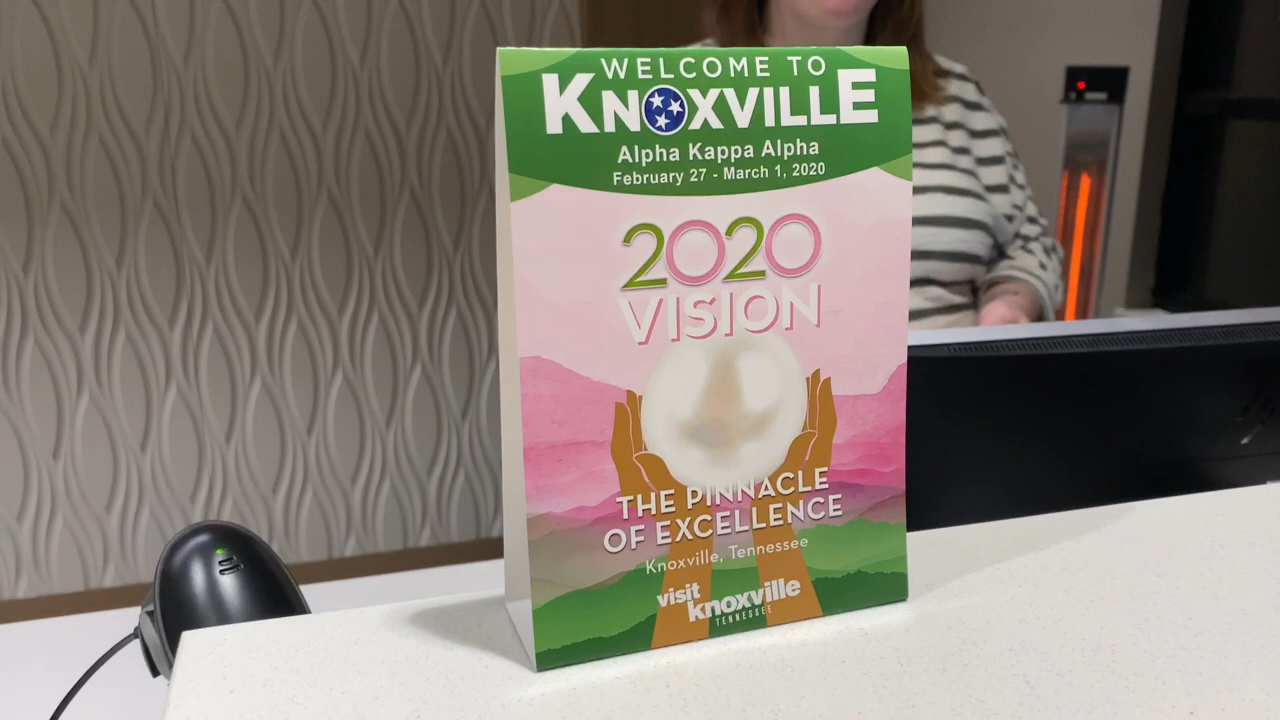 WELCOME TO
KNOXVILLE
Alpha Kappa Alpha
February 27 - March 1, 2020
2020
VISION
THE PINNACLE
OF EXCELLENCE
Knoxville, Tennessee
visit
knoxville
TENNESSEE